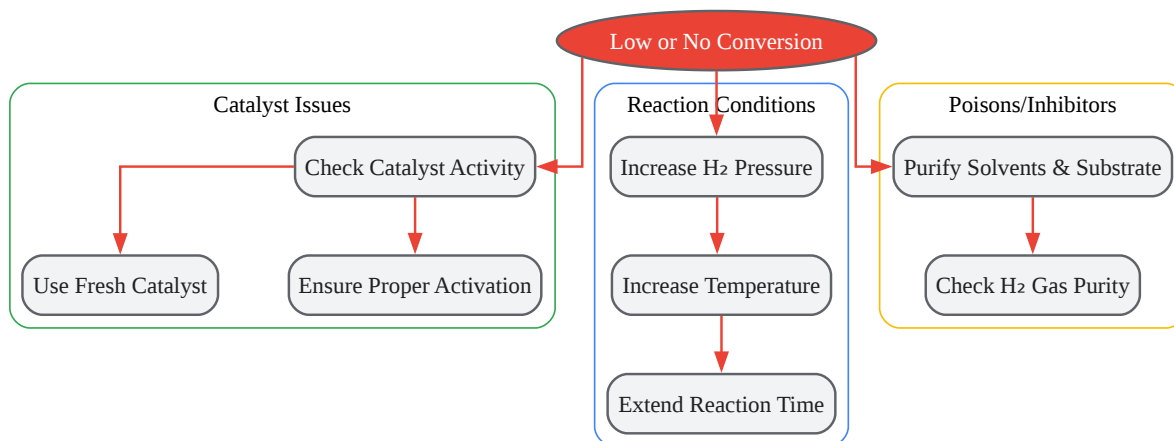 Low or No Conversion
Catalyst Issues
Reaction Conditions
Poisons/Inhibitors
Check Catalyst Activity
Increase H₂ Pressure
Purify Solvents & Substrate
Use Fresh Catalyst
Ensure Proper Activation
Increase Temperature
Check H₂ Gas Purity
Extend Reaction Time